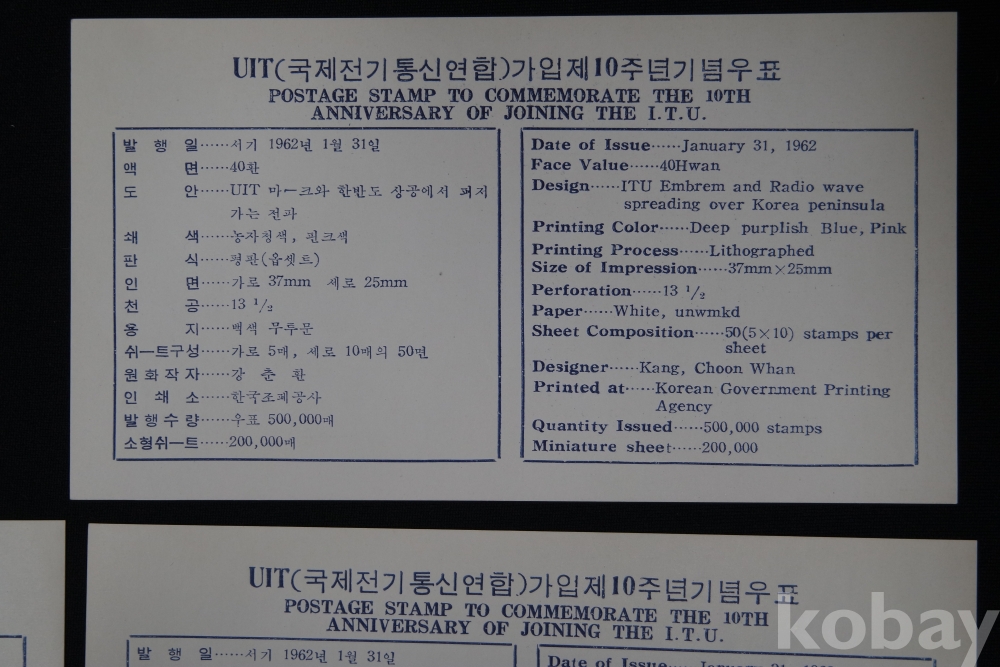 UIT(국제전기통신연합)가입제10주년기념우표
POSTAGE STAMP TO COMMEMORATE THE 10TH
ANNIVERSARY OF JOINING THE I.T.U.
발 행 일……서기 1962년 1월 31일
액 면……40환
도 안……UIT 마ー크와 한반도 상공에서 퍼지
가는 전파
쇄 색……농자청색, 핀크색
판 식……평판(옵셋트)
인 면……가로 37mm 세로 25mm
천 공……13 1/2
용 지……백색 무투문
쉬ー트구성……가로 5매, 세로 10매의 50면
원화작자……강 춘 환
인 쇄 소……한국조폐공사
발행수량……우표 500,000매
소형쉬ー트……200,000매
Date of Issue……January 31, 1962
Face Value……40Hwan
Design……ITU Embrem and Radio wave
spreading over Korea peninsula
Printing Color……Deep purplish Blue, Pink
Printing Process……Lithographed
Size of Impression……37mm×25mm
Perforation……13 1/2
Paper……White, unwmkd
Sheet Composition……50(5×10) stamps per
sheet
Designer……Kang, Choon Whan
Printed at……Korean Government Printing
Agency
Quantity Issued……500,000 stamps
Miniature sheet……200,000
UIT(국제전기통신연합)가입제10주년기념우표
POSTAGE STAMP TO COMMEMORATE THE 10TH
ANNIVERSARY OF JOINING THE I.T.U.
발 행 일……서기 1962년 1월 31일
Date of Issue……January 31,
kobay